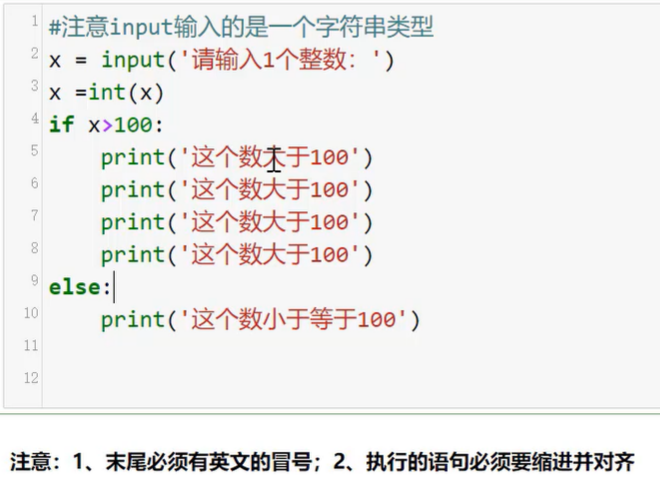 1 #注意input输入的是一个字符串类型
2 x = input('请输入1个整数：')
3 x =int(x)
4 if x>100:
5 print('这个数大于100')
6 print('这个数大于100')
7 print('这个数大于100')
8 print('这个数大于100')
9 else:
10 print('这个数小于等于100')
11
12
注意：1、末尾必须有英文的冒号；2、执行的语句必须要缩进并对齐